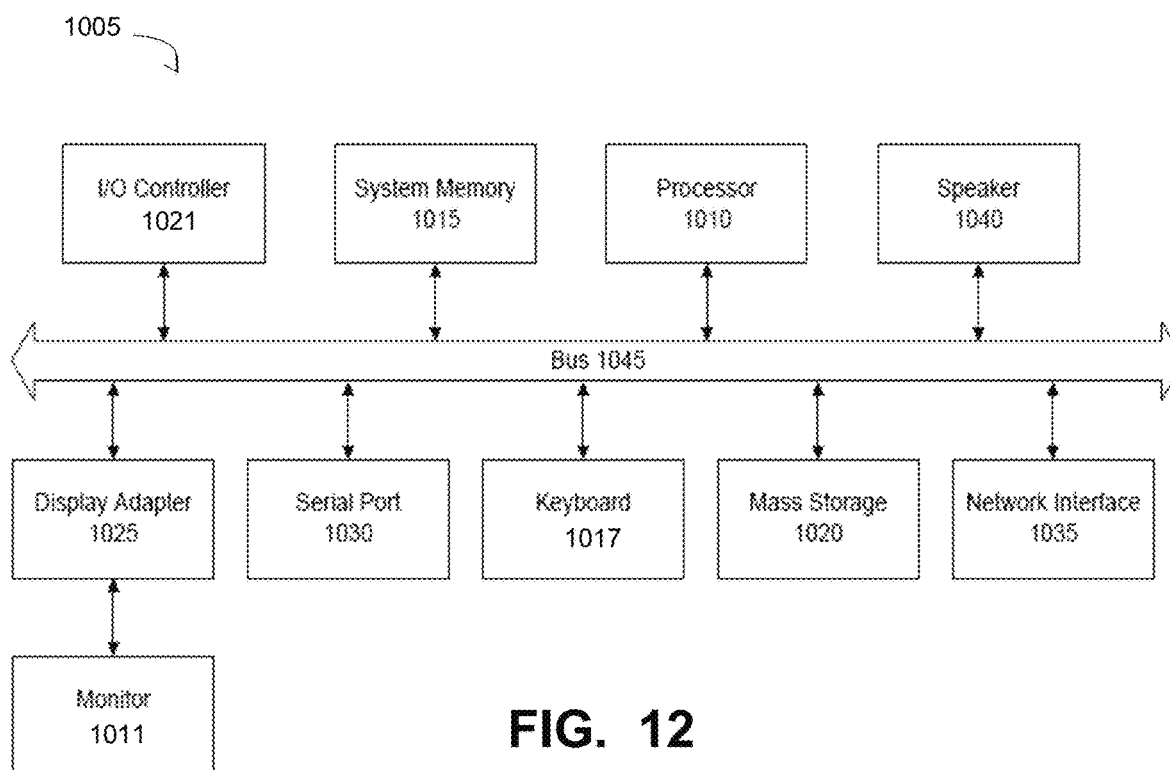 1005
I/O Controller
1021
System Memory
1015
Processor
1010
Speaker
1040
Bus 1045
Display Adapter
1025
Serial Port
1030
Keyboard
1017
Mass Storage
1020
Network Interface
1035
Monitor
1011
FIG. 12